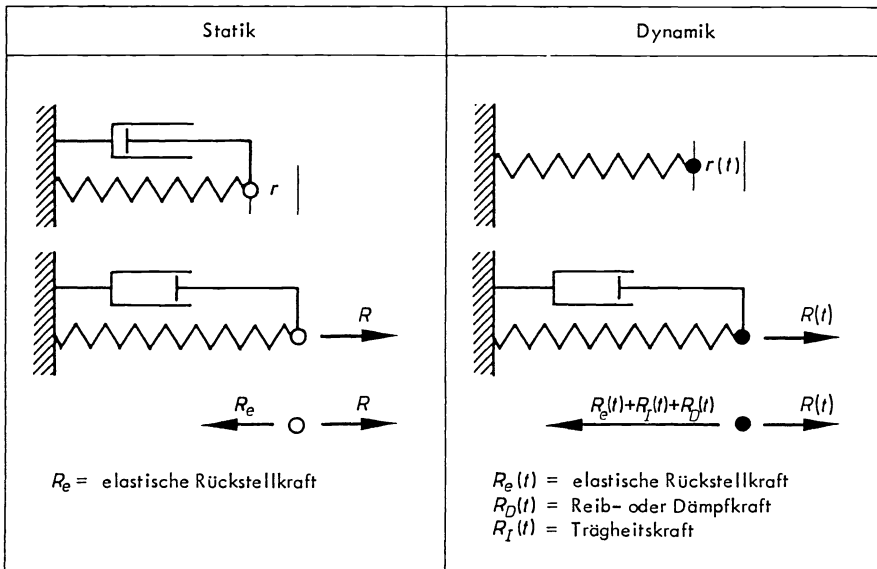 Statik
Dynamik
r
r(t)
R
R(t)
R_e
R
R_e(t)+R_I(t)+R_D(t)
R(t)
R_e = elastische Rückstellkraft
R_e(t) = elastische Rückstellkraft
R_D(t) = Reib- oder Dämpfkraft
R_I(t) = Trägheitskraft